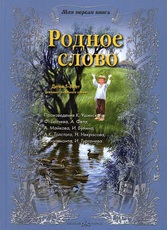 Моя первая книга
Родное слово
Произведения К. Ушинского,
Ф. Тютчева, А. Фета,
А. Майкова, И. Бунина,
А.К. Толстого, Н. Некрасова,
И. Тургенева